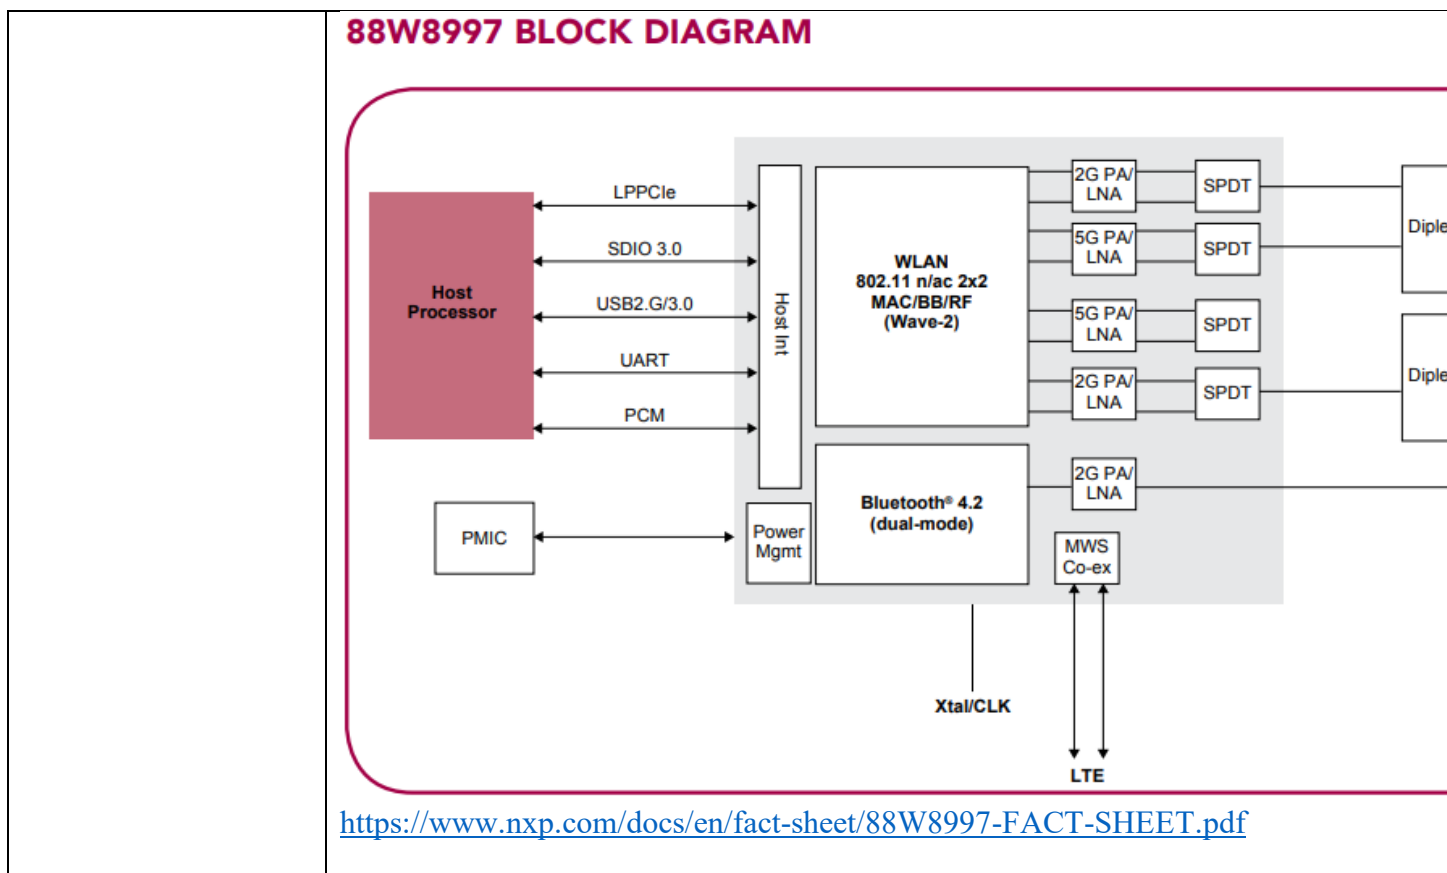 88W8997 BLOCK DIAGRAM
LPPCIe
SDIO 3.0
USB2.G/3.0
UART
PCM
Host
Processor
PMIC
Host Int
Power
Mgmt
WLAN
802.11 n/ac 2x2
MAC/BB/RF
(Wave-2)
Bluetooth® 4.2
(dual-mode)
2G PA/
LNA
SPDT
5G PA/
LNA
SPDT
5G PA/
LNA
SPDT
2G PA/
LNA
SPDT
2G PA/
LNA
MWS
Co-ex
Diple
Diple
Xtal/CLK
LTE
https://www.nxp.com/docs/en/fact-sheet/88W8997-FACT-SHEET.pdf